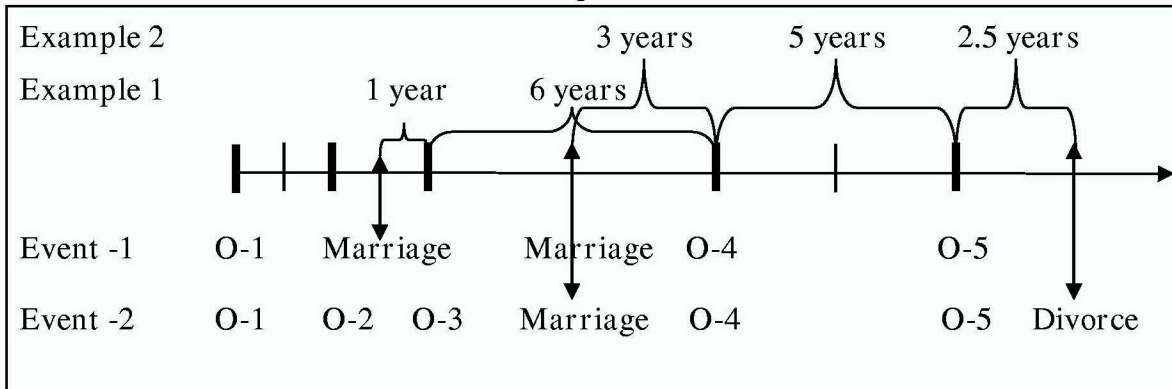 Example 2 3 years 5 years 2.5 years
Example 1 1 year 6 years
Event -1 O-1 Marriage Marriage O-4 O-5
Event -2 O-1 O-2 O-3 Marriage O-4 O-5 Divorce